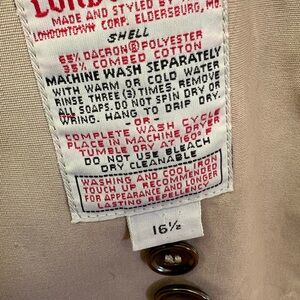 MADE AND STYLED BY
LONDONTOWN CORP. ELDERSBURG, MD.
SHELL
65% DACRON® POLYESTER
35% COMBED COTTON
MACHINE WASH SEPARATELY
WITH WARM OR COLD WATER
RINSE THREE (3) TIMES. REMOVE
ALL SOAPS. DO NOT SPIN DRY OR
WRING. HANG TO DRIP DRY.
-OR-
COMPLETE WASH CYCLE
PLACE IN MACHINE DRYER
TUMBLE DRY AT 160° F
DO NOT USE BLEACH
DRY CLEANABLE
WASHING AND COOL IRON
TOUCH UP RECOMMENDED
FOR APPEARANCE AND LONGER
LASTING REPELLENCY
16½